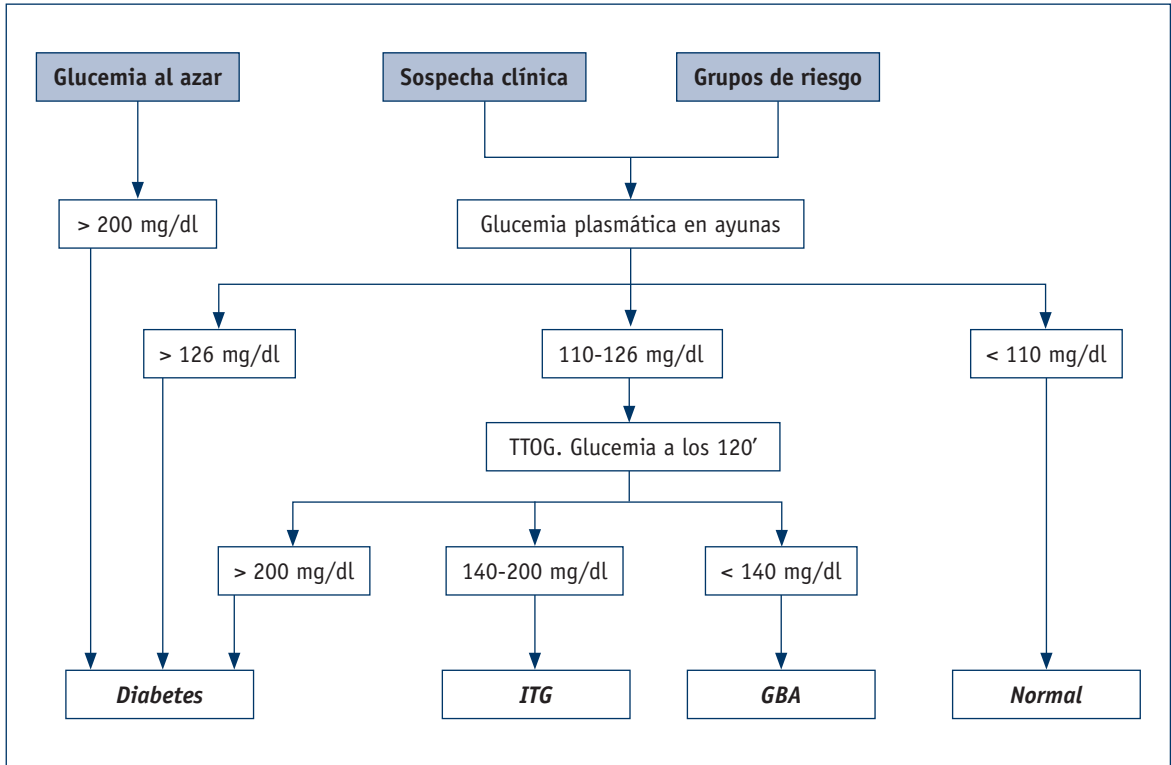 Glucemia al azar
Sospecha clínica
Grupos de riesgo
> 200 mg/dl
Glucemia plasmática en ayunas
> 126 mg/dl
110-126 mg/dl
< 110 mg/dl
TTOG. Glucemia a los 120’
> 200 mg/dl
140-200 mg/dl
< 140 mg/dl
Diabetes
ITG
GBA
Normal